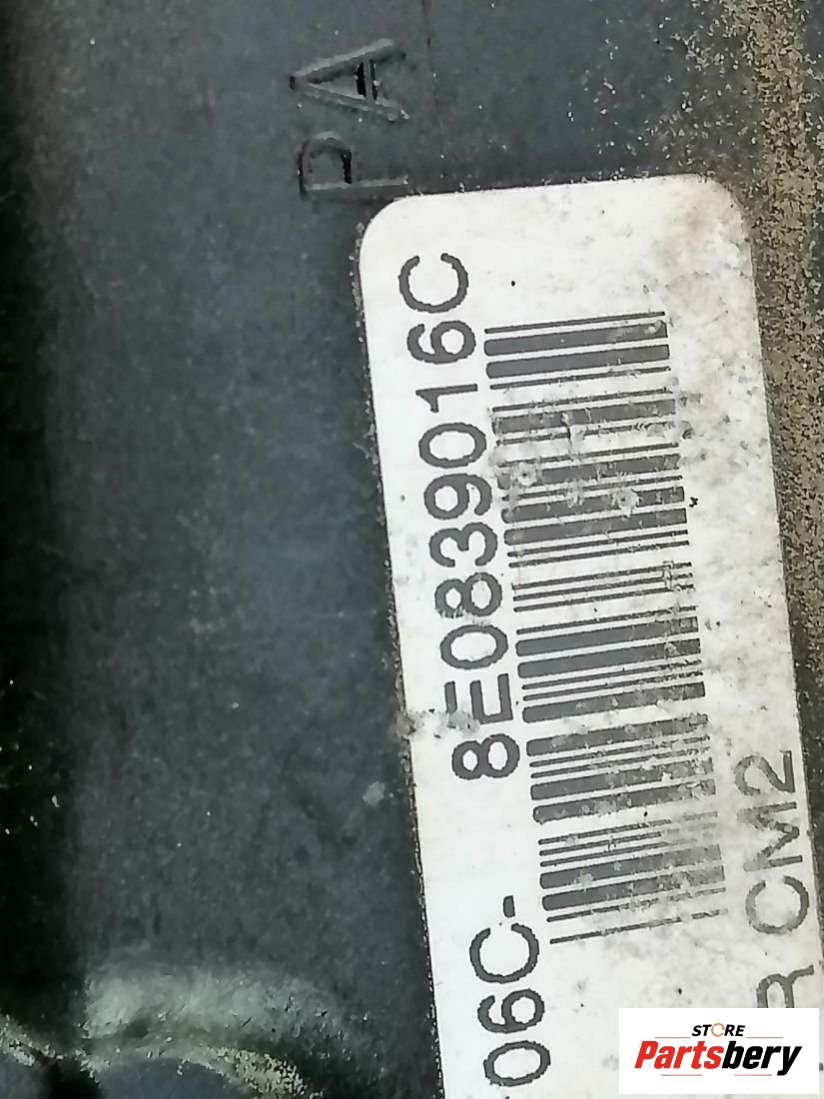 PA
06C- 8E0839016C
R CM2
STORE
Partsbery